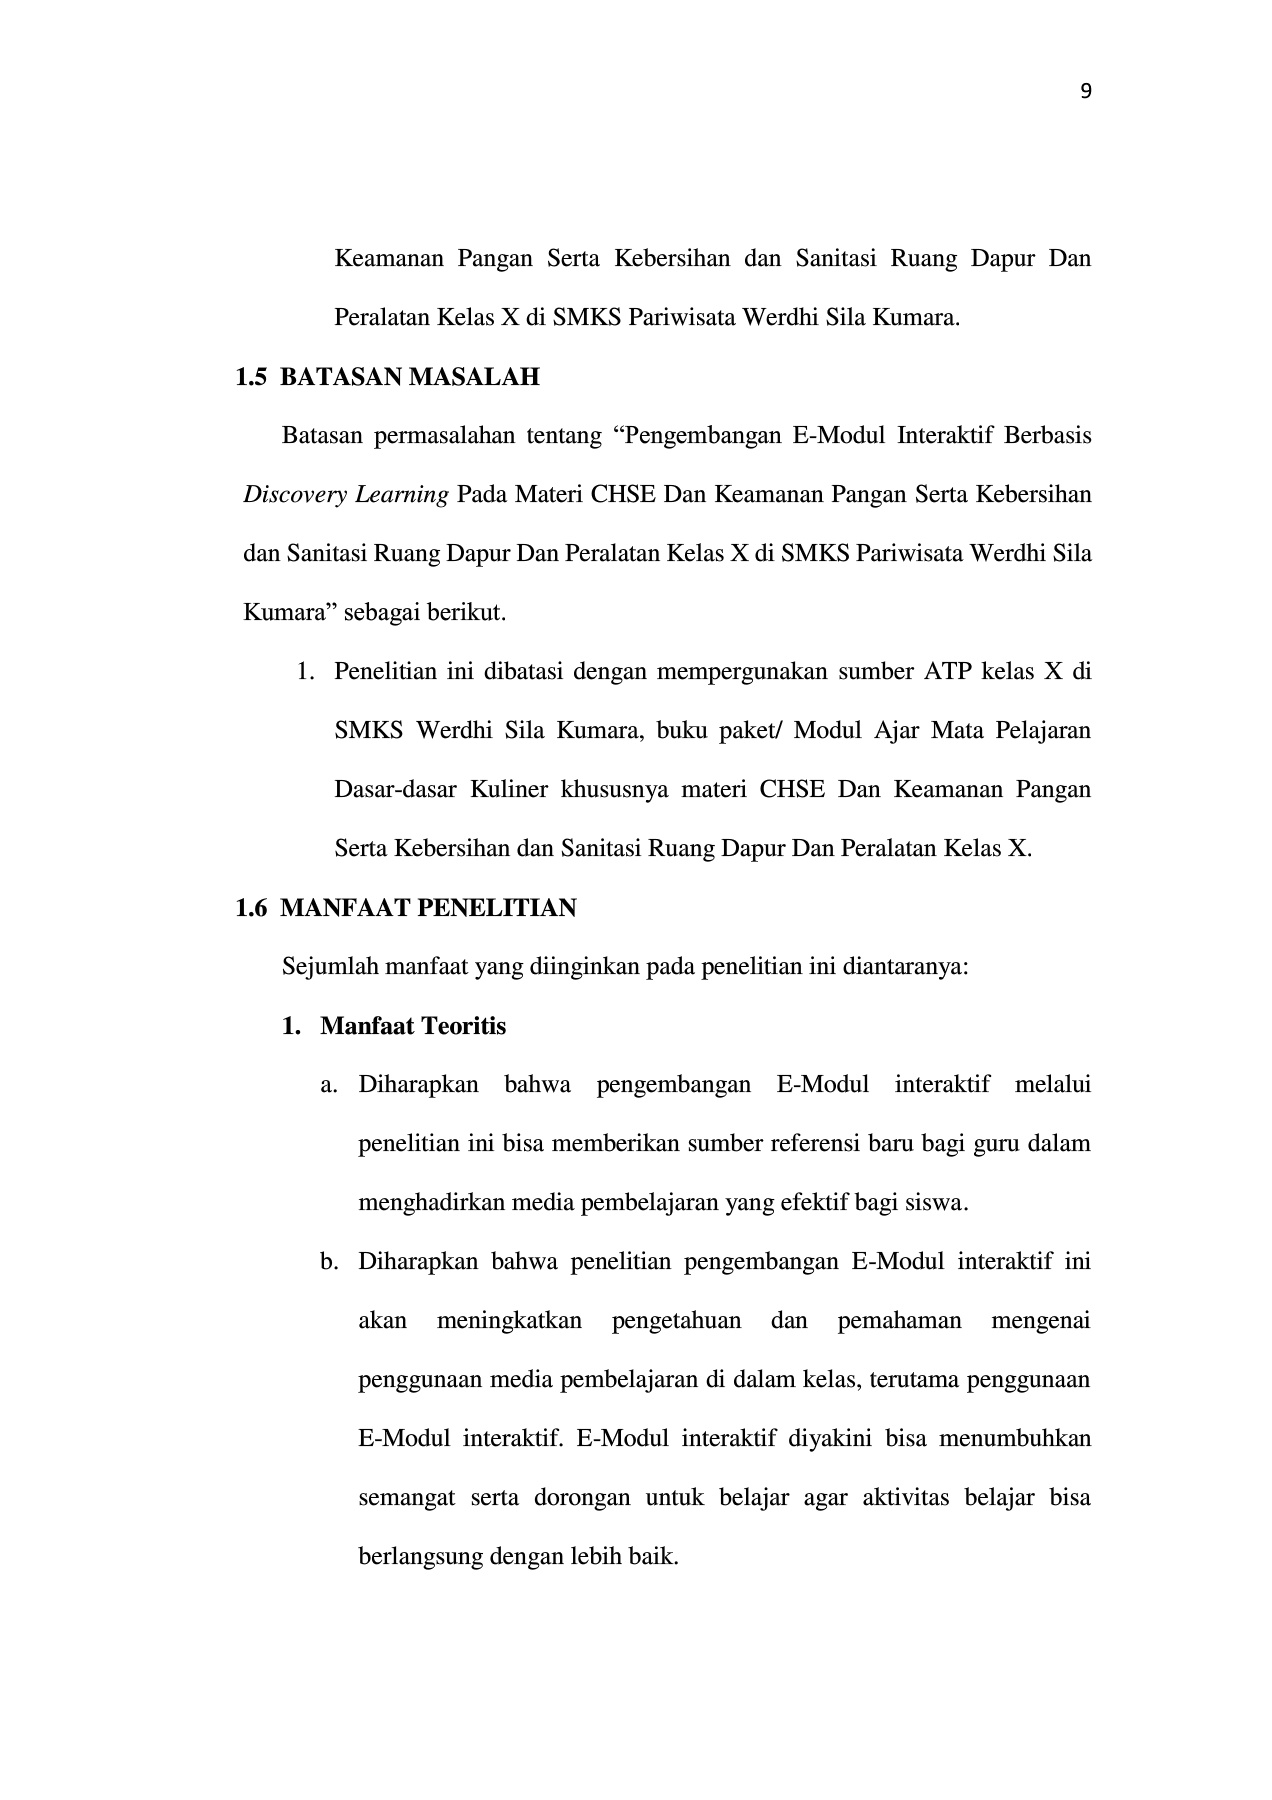 9
Keamanan Pangan Serta Kebersihan dan Sanitasi Ruang Dapur Dan
Peralatan Kelas X di SMKS Pariwisata Werdhi Sila Kumara.
1.5 BATASAN MASALAH
Batasan permasalahan tentang “Pengembangan E-Modul Interaktif Berbasis
Discovery Learning Pada Materi CHSE Dan Keamanan Pangan Serta Kebersihan
dan Sanitasi Ruang Dapur Dan Peralatan Kelas X di SMKS Pariwisata Werdhi Sila
Kumara” sebagai berikut.
1. Penelitian ini dibatasi dengan mempergunakan sumber ATP kelas X di
SMKS Werdhi Sila Kumara, buku paket/ Modul Ajar Mata Pelajaran
Dasar-dasar Kuliner khususnya materi CHSE Dan Keamanan Pangan
Serta Kebersihan dan Sanitasi Ruang Dapur Dan Peralatan Kelas X.
1.6 MANFAAT PENELITIAN
Sejumlah manfaat yang diinginkan pada penelitian ini diantaranya:
1. Manfaat Teoritis
a. Diharapkan bahwa pengembangan E-Modul interaktif melalui
penelitian ini bisa memberikan sumber referensi baru bagi guru dalam
menghadirkan media pembelajaran yang efektif bagi siswa.
b. Diharapkan bahwa penelitian pengembangan E-Modul interaktif ini
akan meningkatkan pengetahuan dan pemahaman mengenai
penggunaan media pembelajaran di dalam kelas, terutama penggunaan
E-Modul interaktif. E-Modul interaktif diyakini bisa menumbuhkan
semangat serta dorongan untuk belajar agar aktivitas belajar bisa
berlangsung dengan lebih baik.